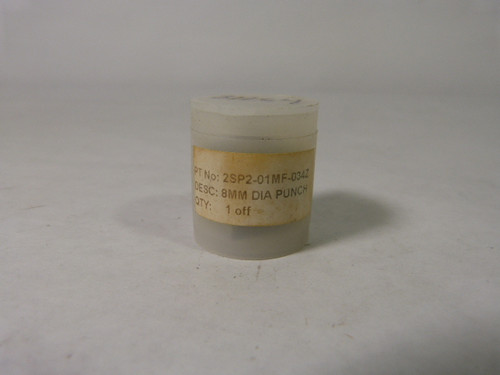 PT No: 2SP2-01MF-0342
DESC: 8MM DIA PUNCH
QTY: 1 off